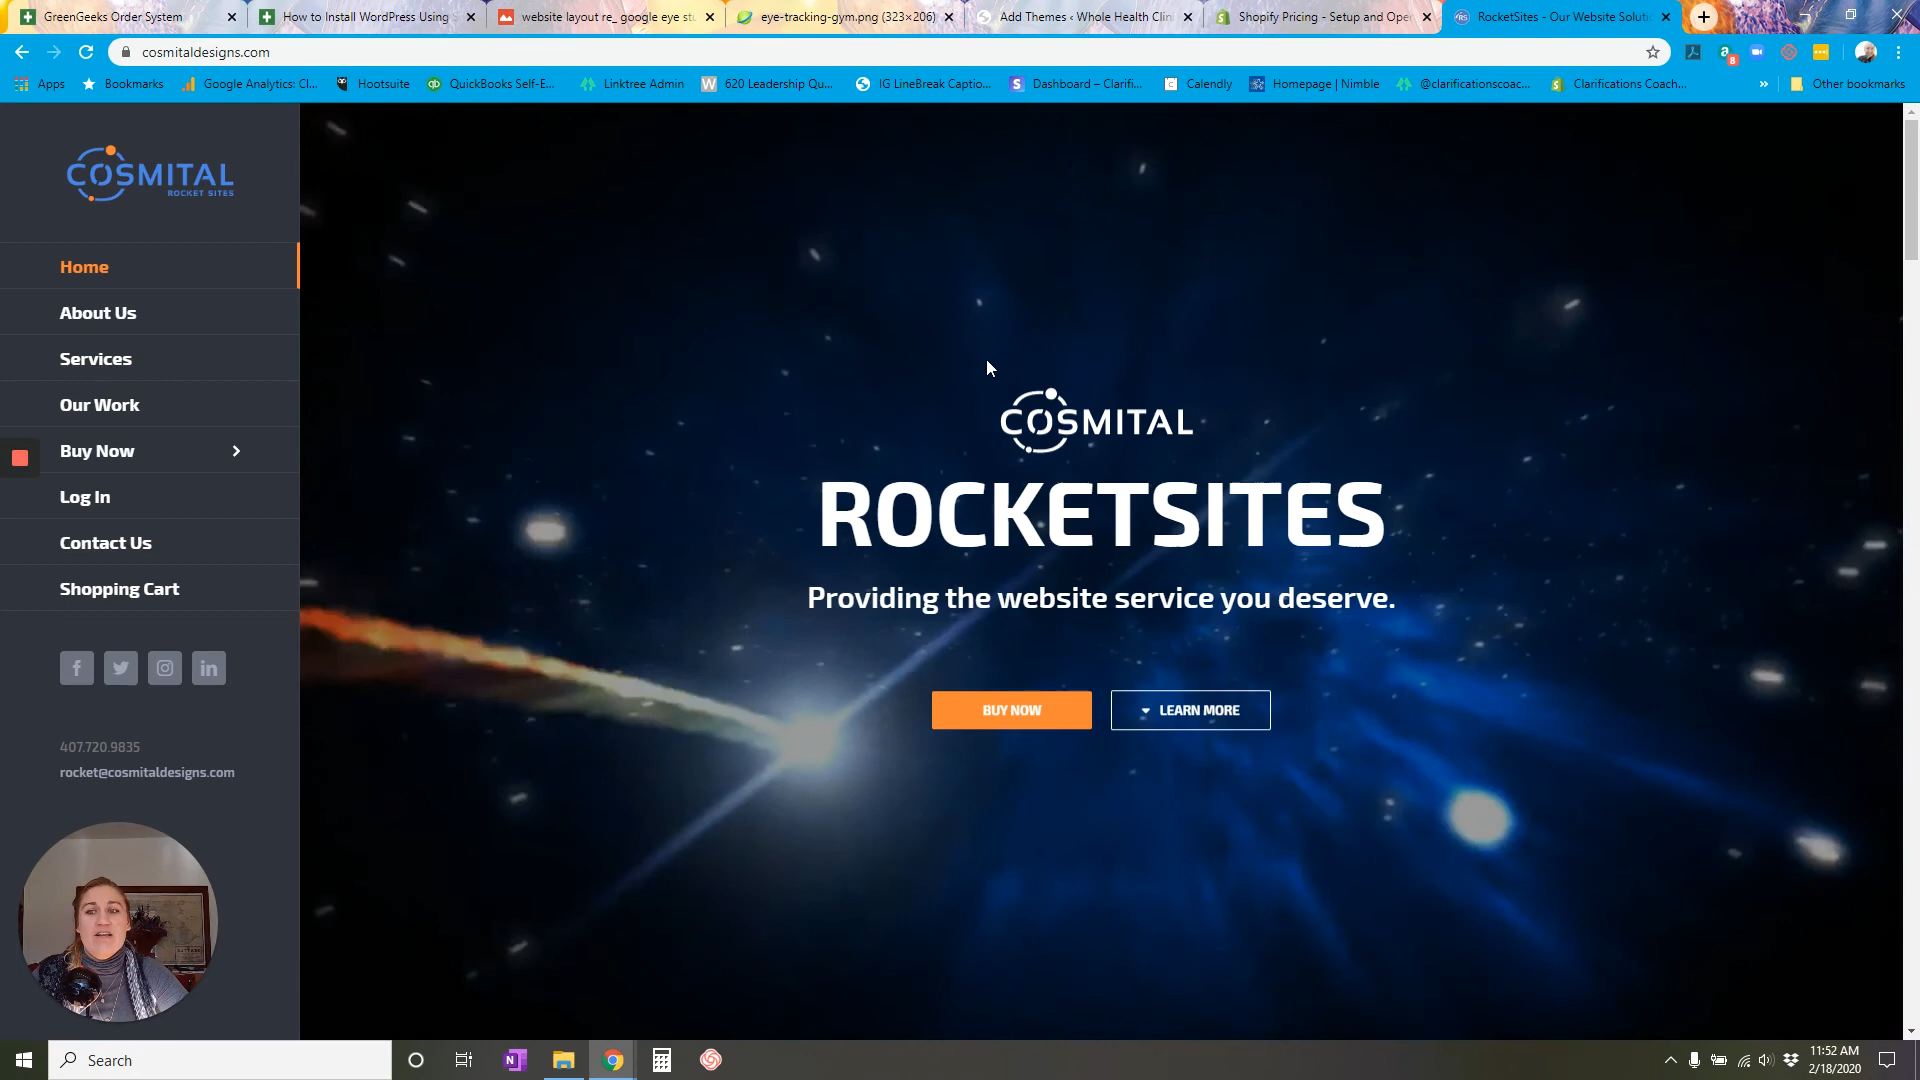 GreenGeeks Order System
How to Install WordPress Using S
website layout re_ google eye stu
eye-tracking-gym.png (323×206)
Add Themes ‹ Whole Health Clini
Shopify Pricing - Setup and Open
RocketSites - Our Website Soluti
cosmitaldesigns.com
Apps
Bookmarks
Google Analytics: Cl...
Hootsuite
QuickBooks Self-E...
Linktree Admin
620 Leadership Qu...
IG LineBreak Captio...
Dashboard – Clarifi...
Calendly
Homepage | Nimble
@clarificationscoac...
Clarifications Coach...
»
Other bookmarks
8
COSMITAL
ROCKET SITES
Home
About Us
Services
Our Work
Buy Now
Log In
Contact Us
Shopping Cart
407.720.9835
rocket@cosmitaldesigns.com
COSMITAL
ROCKETSITES
Providing the website service you deserve.
BUY NOW
LEARN MORE
Search
11:52 AM
2/18/2020